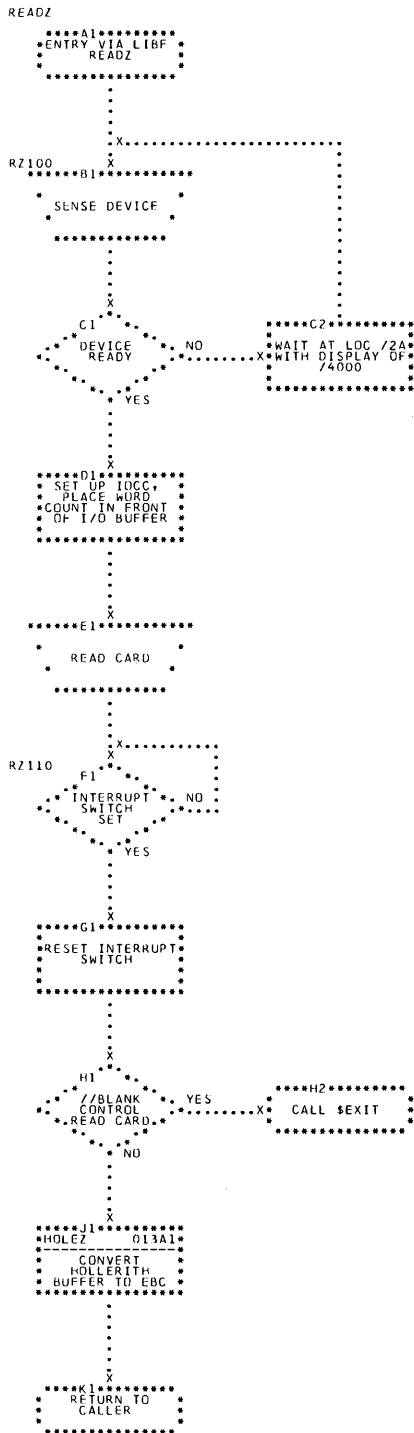 READZ
A1
ENTRY VIA LIBF
READZ
RZ100
B1
SENSE DEVICE
C1
DEVICE
READY
NO
YES
C2
WAIT AT LOC /2A
WITH DISPLAY OF
/4000
D1
SET UP IOCC,
PLACE WORD
COUNT IN FRONT
OF I/O BUFFER
E1
READ CARD
RZ110
F1
INTERRUPT
SWITCH
SET
NO
YES
G1
RESET INTERRUPT
SWITCH
H1
//BLANK
CONTROL
READ CARD
YES
NO
H2
CALL $EXIT
J1
HOLEZ 013A1
CONVERT
HOLLERITH
BUFFER TO EBC
K1
RETURN TO
CALLER